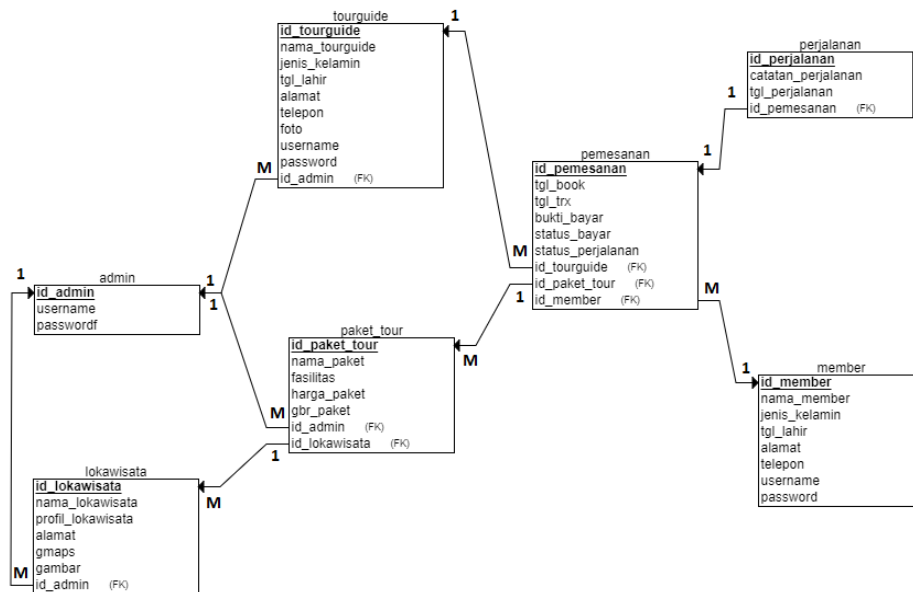 tourguide
id_tourguide
nama_tourguide
jenis_kelamin
tgl_lahir
alamat
telepon
foto
username
password
id_admin (FK)
1
M
perjalanan
id_perjalanan
catatan_perjalanan
tgl_perjalanan
id_pemesanan (FK)
1
1
pemesanan
id_pemesanan
tgl_book
tgl_trx
bukti_bayar
status_bayar
status_perjalanan
id_tourguide (FK)
id_paket_tour (FK)
id_member (FK)
M
1
M
admin
id_admin
username
passwordf
1
1
1
paket_tour
id_paket_tour
nama_paket
fasilitas
harga_paket
gbr_paket
id_admin (FK)
id_lokawisata (FK)
M
M
1
member
id_member
nama_member
jenis_kelamin
tgl_lahir
alamat
telepon
username
password
1
lokawisata
id_lokawisata
nama_lokawisata
profil_lokawisata
alamat
gmaps
gambar
id_admin (FK)
M
M